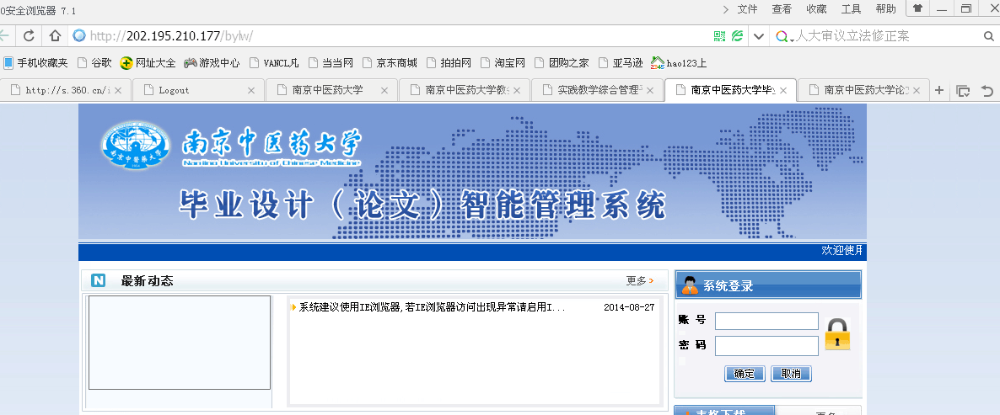 0安全浏览器 7.1
文件 查看 收藏 工具 帮助
http://202.195.210.177/bylw/
人大审议立法修正案
手机收藏夹 谷歌 网址大全 游戏中心 VANCL凡 当当网 京东商城 拍拍网 淘宝网 团购之家 亚马逊 hao123上
http://s.360.cn/i
Logout
南京中医药大学
南京中医药大学教
实践教学综合管理
南京中医药大学毕
南京中医药大学论
南京中医药大学
Nanjing University of Chinese Medicine
毕业设计（论文）智能管理系统
欢迎使用
N 最新动态
更多
系统建议使用IE浏览器,若IE浏览器访问出现异常请启用I... 2014-08-27
系统登录
账 号
密 码
确定 取消
表格下载
更多